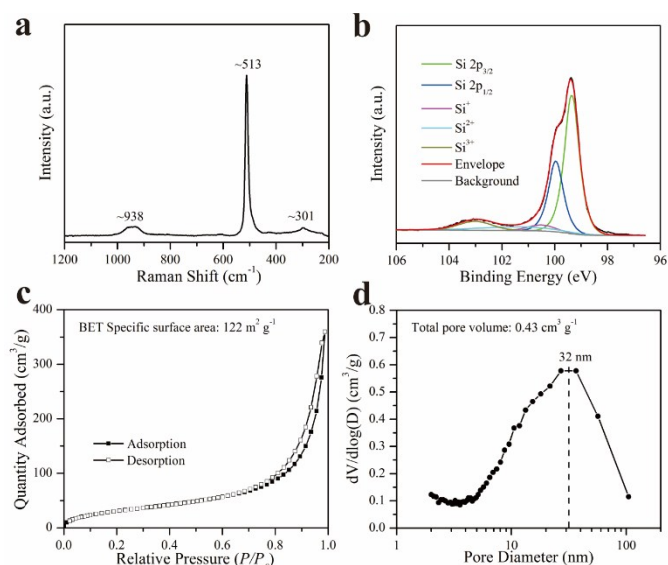 a
~513
~938
~301
Intensity (a.u.)
1200 1000 800 600 400 200
Raman Shift (cm⁻¹)
b
Si 2p₃/₂
Si 2p₁/₂
Si⁺
Si²⁺
Si³⁺
Envelope
Background
Intensity (a.u.)
106 104 102 100 98 96
Binding Energy (eV)
c
BET Specific surface area: 122 m² g⁻¹
Adsorption
Desorption
Quantity Adsorbed (cm³/g)
400
300
200
100
0
0.0 0.2 0.4 0.6 0.8 1.0
Relative Pressure (P/P
d
Total pore volume: 0.43 cm³ g⁻¹
32 nm
dV/dlog(D) (cm³/g)
0.8
0.7
0.6
0.5
0.4
0.3
0.2
0.1
0.0
1 10 100
Pore Diameter (nm)